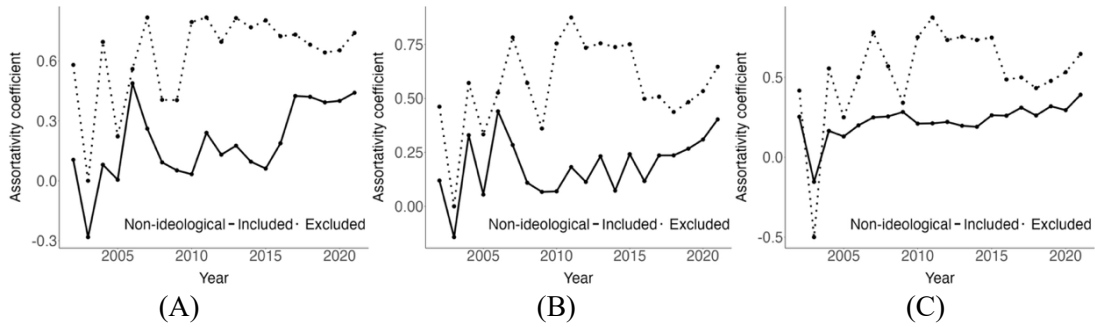 Assortativity coefficient
0.6
0.3
0.0
-0.3
Non-ideological Included Excluded
2005 2010 2015 2020
Year
(A)
Assortativity coefficient
0.75
0.50
0.25
0.00
Non-ideological Included Excluded
2005 2010 2015 2020
Year
(B)
Assortativity coefficient
0.5
0.0
-0.5
Non-ideological Included Excluded
2005 2010 2015 2020
Year
(C)